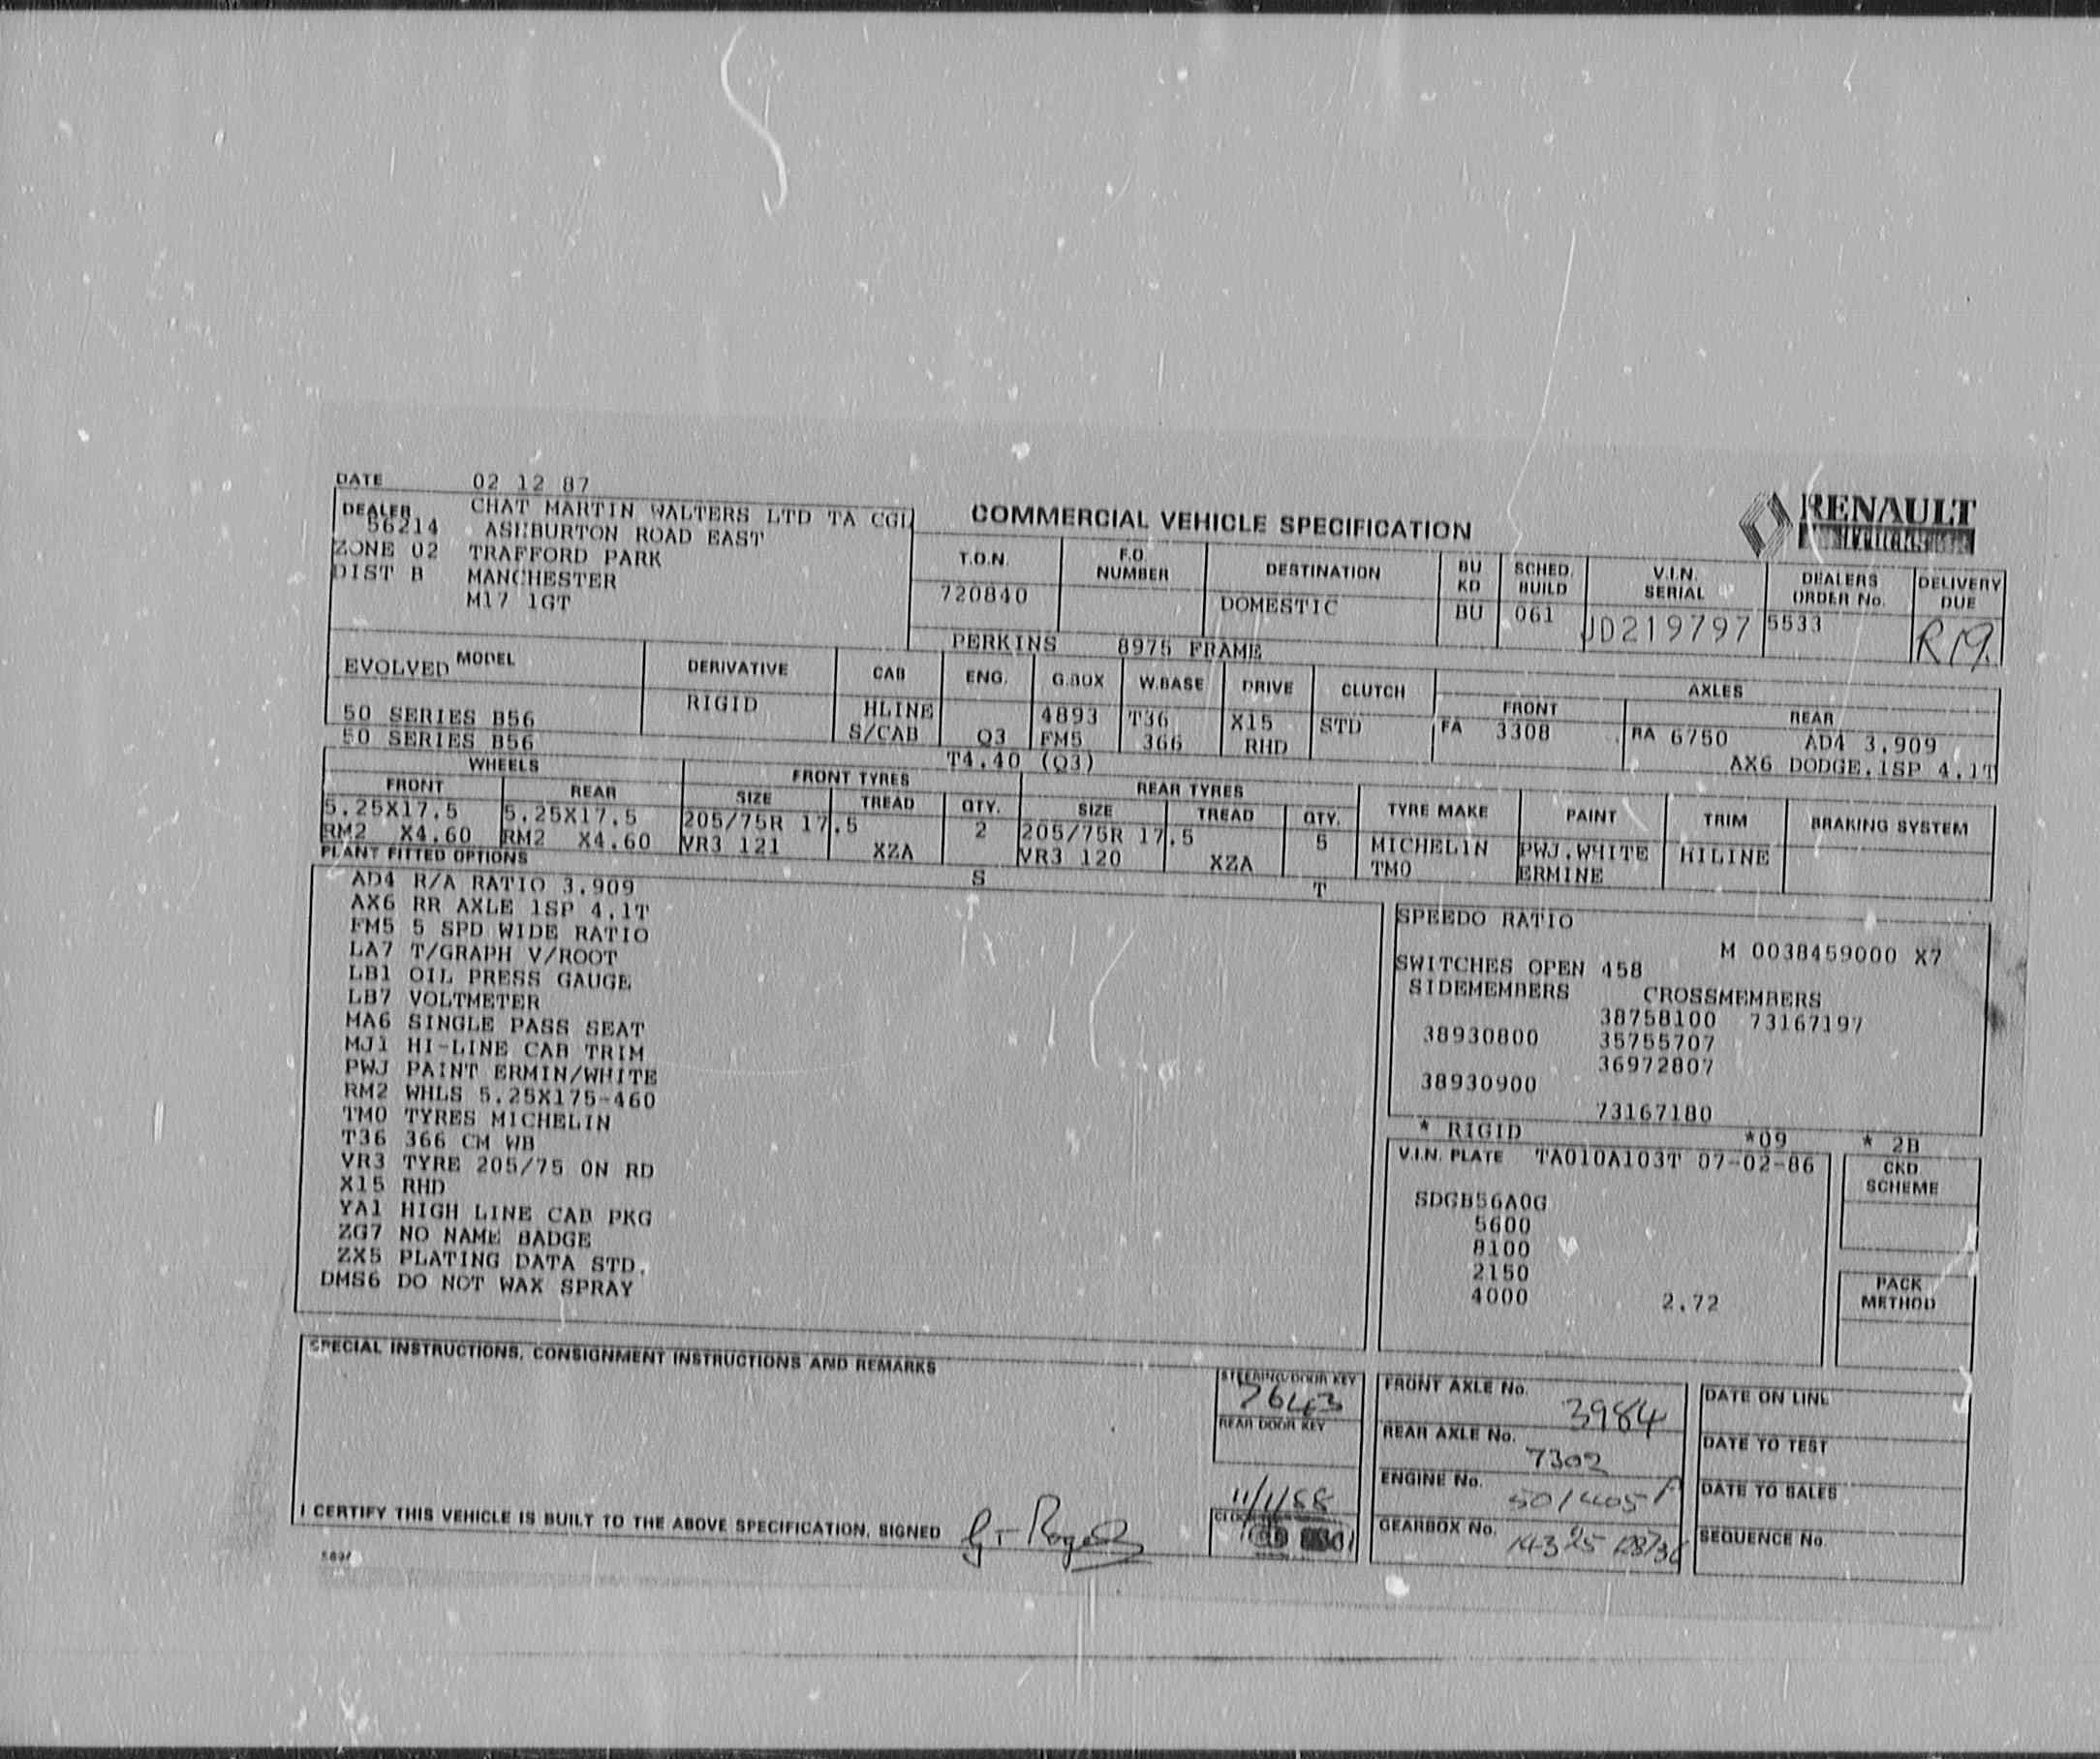 DATE 02 12 87
DEALER CHAT MARTIN WALTERS LTD TA CGL
56214 ASHBURTON ROAD EAST
ZONE 02 TRAFFORD PARK
DIST B MANCHESTER
M17 1GT
COMMERCIAL VEHICLE SPECIFICATION
RENAULT
TRUCKS
T.O.N. F.O. NUMBER DESTINATION BU KD SCHED. BUILD V.I.N. SERIAL DEALERS ORDER No. DELIVERY DUE
720840 DOMESTIC BU 061 JD219797 5533 R19.
PERKINS 8975 FRAME
MODEL DERIVATIVE CAB ENG. G.BOX W.BASE DRIVE CLUTCH AXLES
FRONT REAR
EVOLVED RIGID HLINE 4893 T36 X15 STD FA 3308 RA 6750 AD4 3.909
50 SERIES B56 S/CAB Q3 FM5 366 RHD AX6 DODGE.1SP 4.1T
50 SERIES B56 T4.40 (Q3)
WHEELS FRONT TYRES REAR TYRES
FRONT REAR SIZE TREAD QTY. SIZE TREAD QTY. TYRE MAKE PAINT TRIM BRAKING SYSTEM
5.25X17.5 5.25X17.5 205/75R 17.5 2 205/75R 17.5 5 MICHELIN PWJ.WHITE HILINE
RM2 X4.60 RM2 X4.60 VR3 121 XZA VR3 120 XZA TM0 ERMINE
PLANT FITTED OPTIONS
S T
AD4 R/A RATIO 3.909
AX6 RR AXLE 1SP 4.1T
FM5 5 SPD WIDE RATIO
LA7 T/GRAPH V/ROOT
LB1 OIL PRESS GAUGE
LB7 VOLTMETER
MA6 SINGLE PASS SEAT
MJ1 HI-LINE CAB TRIM
PWJ PAINT ERMIN/WHITE
RM2 WHLS 5.25X175-460
TM0 TYRES MICHELIN
T36 366 CM WB
VR3 TYRE 205/75 ON RD
X15 RHD
YA1 HIGH LINE CAB PKG
ZG7 NO NAME BADGE
ZX5 PLATING DATA STD.
DMS6 DO NOT WAX SPRAY
SPEEDO RATIO
M 0038459000 X7
SWITCHES OPEN 458
SIDEMEMBERS CROSSMEMBERS
38758100 73167197
38930800 35755707
36972807
38930900
73167180
* RIGID *09 * 2B
V.I.N. PLATE TA010A103T 07-02-86
SDGB56A0G
5600
8100
2150
4000 2.72
CKD SCHEME
PACK METHOD
SPECIAL INSTRUCTIONS, CONSIGNMENT INSTRUCTIONS AND REMARKS
STEERING/DOOR KEY 7643
REAR DOOR KEY
11/1/88
FRONT AXLE No. 3984
REAR AXLE No. 7302
ENGINE No.
GEARBOX No.
DATE ON LINE
DATE TO TEST
DATE TO SALES
SEQUENCE No
I CERTIFY THIS VEHICLE IS BUILT TO THE ABOVE SPECIFICATION, SIGNED